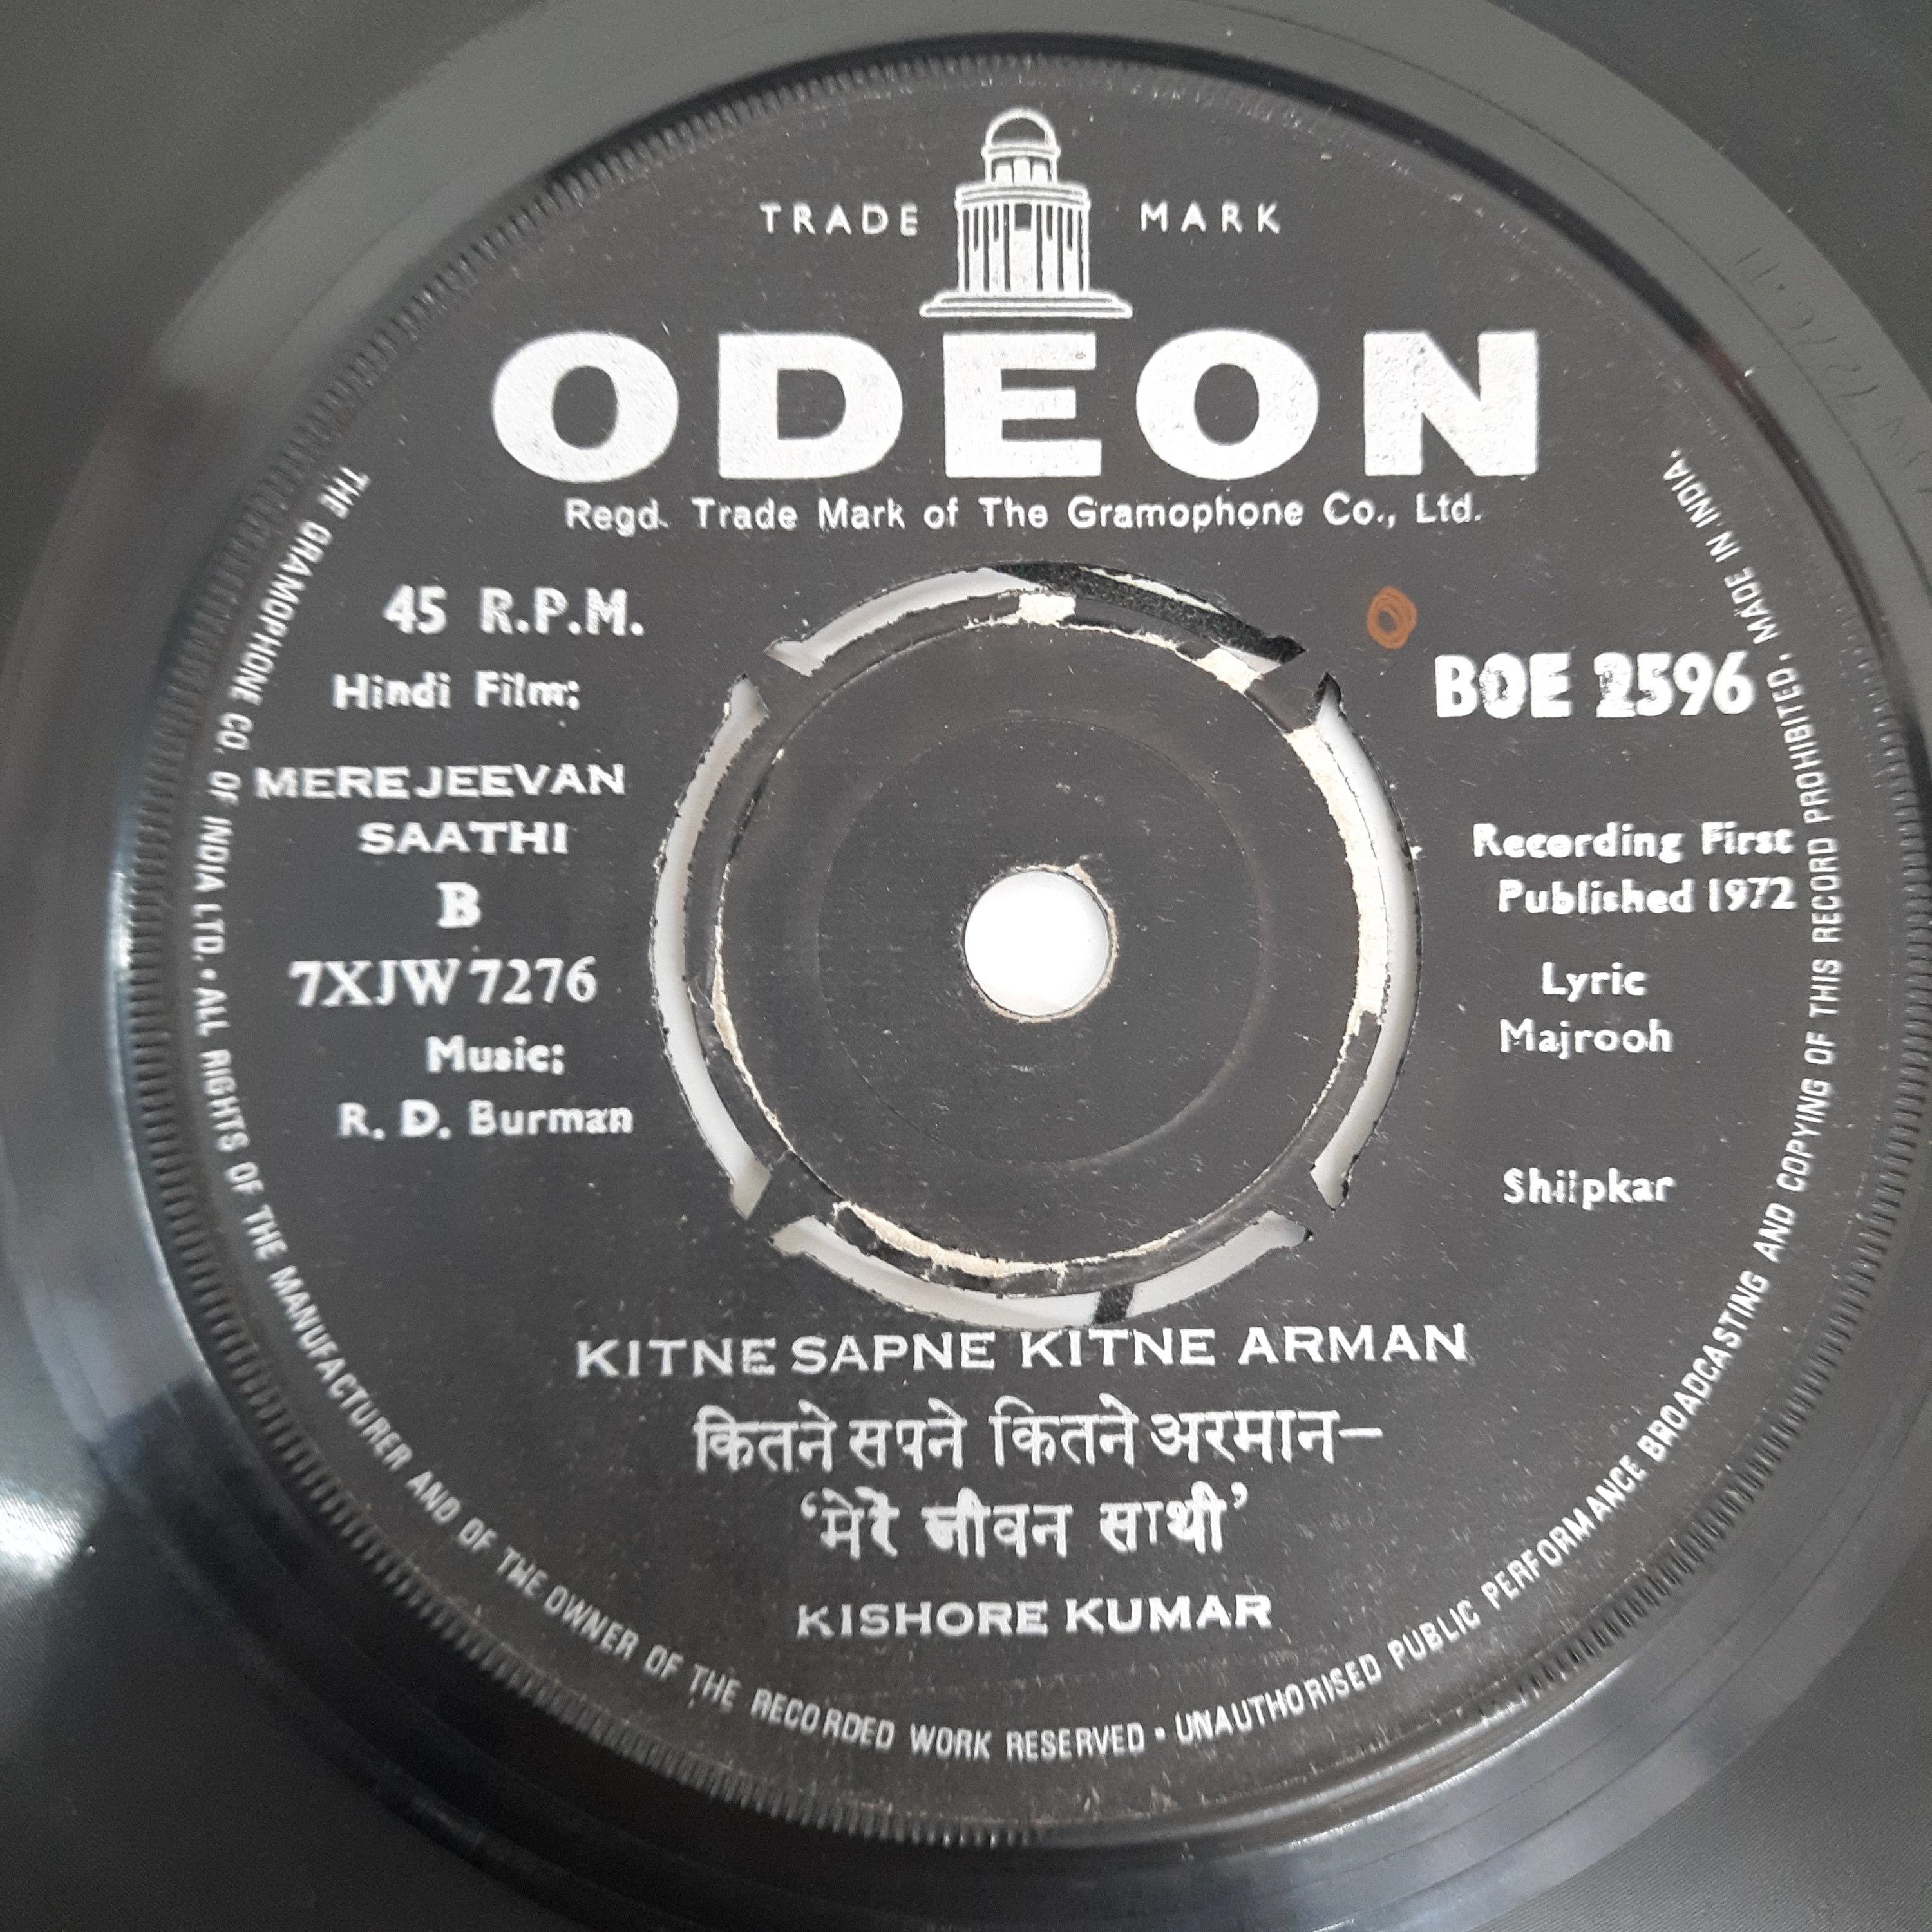 TRADE MARK
ODEON
Regd. Trade Mark of The Gramophone Co., Ltd.
45 R.P.M.
Hindi Film;
MERE JEEVAN
SAATHI
B
7XJW 7276
Music;
R. D. Burman
BOE 2596
Recording First
Published 1972
Lyric
Majrooh
Shilpkar
KITNE SAPNE KITNE ARMAN
कितने सपने कितने अरमान—
‘मेरे जीवन साथी’
KISHORE KUMAR
THE GRAMOPHONE CO. OF INDIA LTD. • ALL RIGHTS OF THE MANUFACTURER AND OF THE OWNER OF THE RECORDED WORK RESERVED • UNAUTHORISED PUBLIC PERFORMANCE BROADCASTING AND COPYING OF THIS RECORD PROHIBITED. MADE IN INDIA.